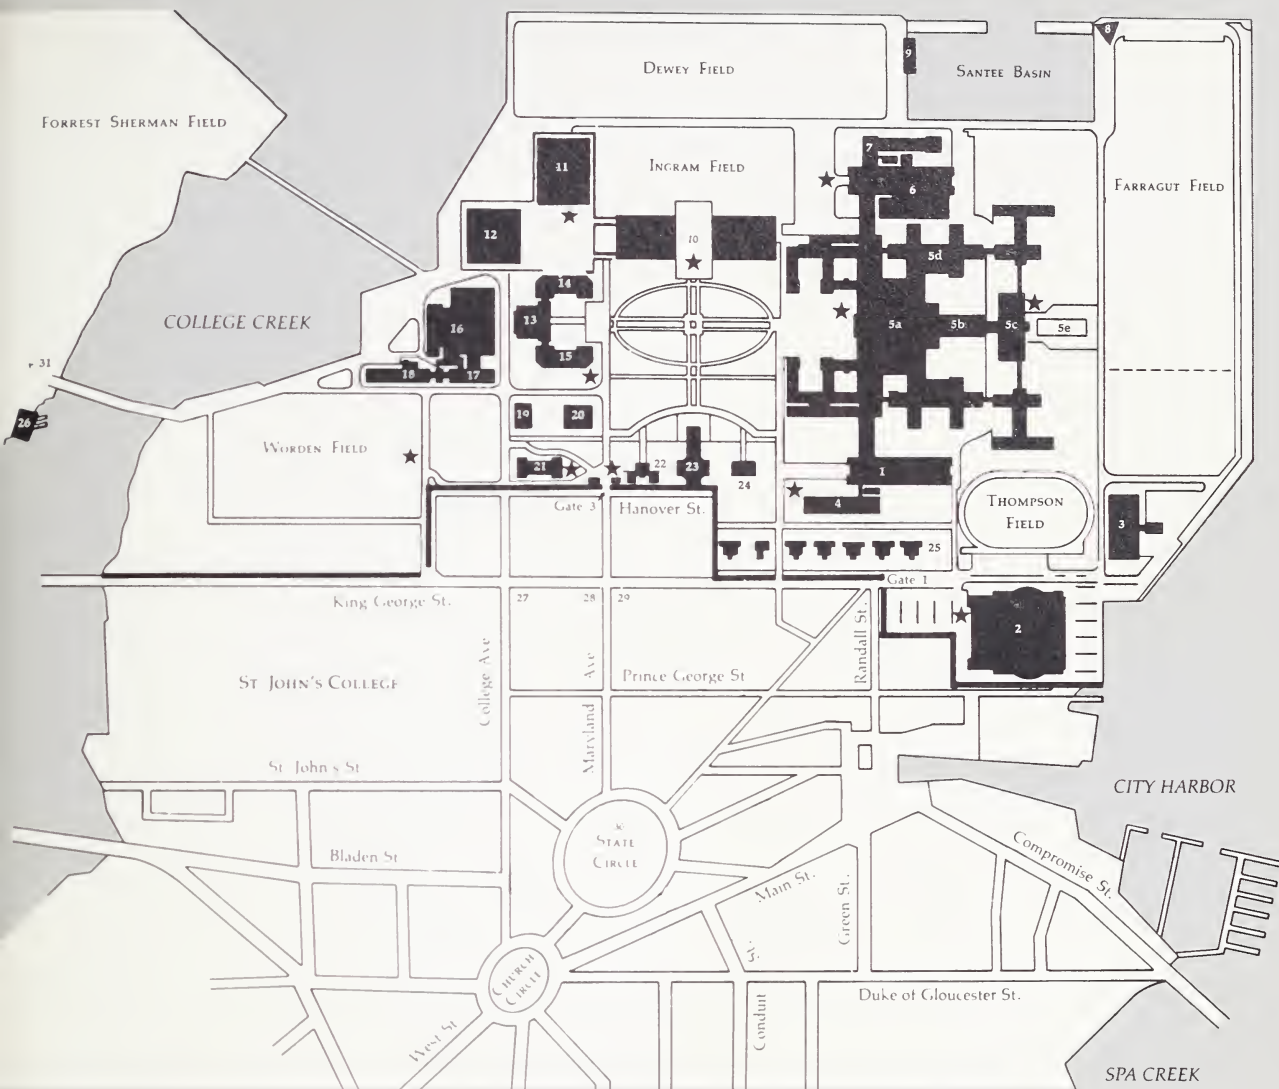 8
9
DEWEY FIELD
SANTEE BASIN
FORREST SHERMAN FIELD
7
11
INGRAM FIELD
6
FARRAGUT FIELD
12
10
5d
14
COLLEGE CREEK
13
16
5a
5b
5c
5e
15
31
18
17
26
19
20
WORDEN FIELD
21
22
23
24
1
Gate 3
Hanover St.
4
THOMPSON
FIELD
3
25
Gate 1
King George St.
27
28
29
Randall St.
2
ST JOHN'S COLLEGE
College Ave
Maryland Ave
Prince George St
St John's St
CITY HARBOR
30
STATE
CIRCLE
Bladen St
Compromise St.
Main St.
Green St.
CHURCH
CIRCLE
Conduit St.
Duke of Gloucester St.
West St
SPA CREEK